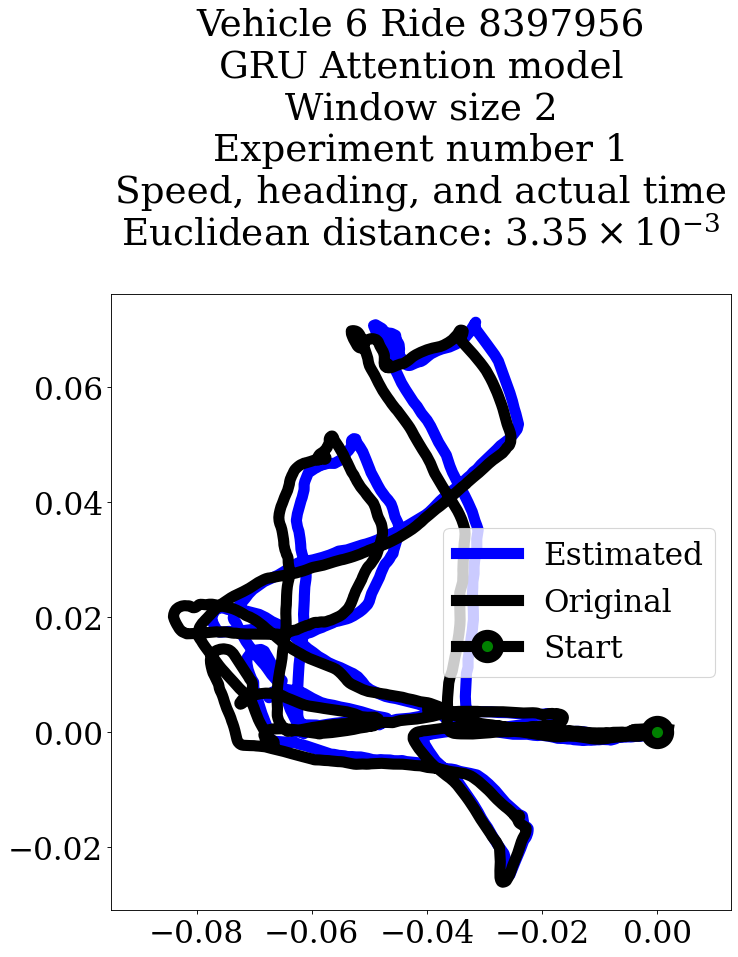 Vehicle 6 Ride 8397956
GRU Attention model
Window size 2
Experiment number 1
Speed, heading, and actual time
Euclidean distance: 3.35 × 10⁻³
0.06
0.04
0.02
0.00
−0.02
Estimated
Original
Start
−0.08 −0.06 −0.04 −0.02 0.00